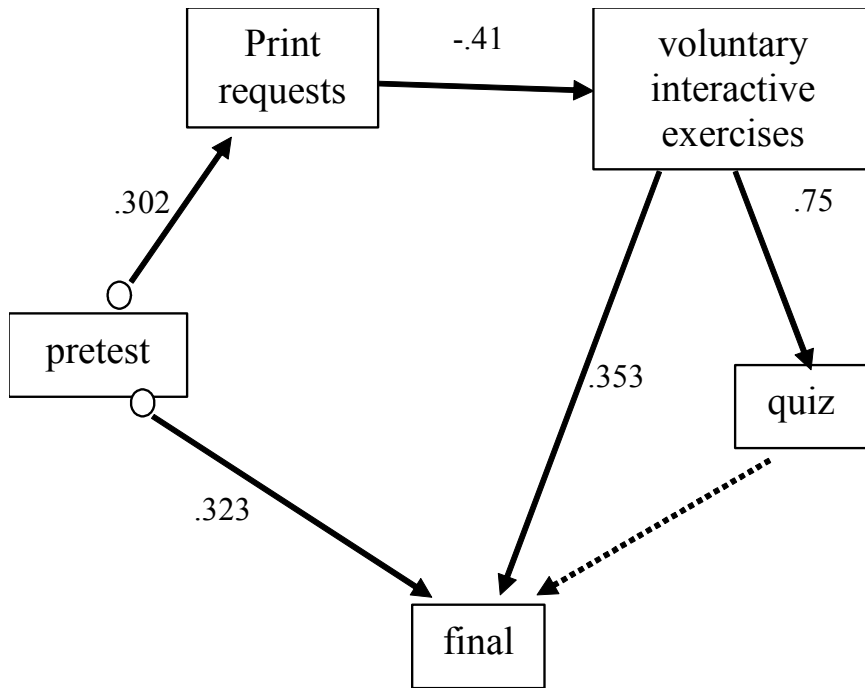 Print
requests
-.41
voluntary
interactive
exercises
.302
.75
pretest
.353
quiz
.323
final